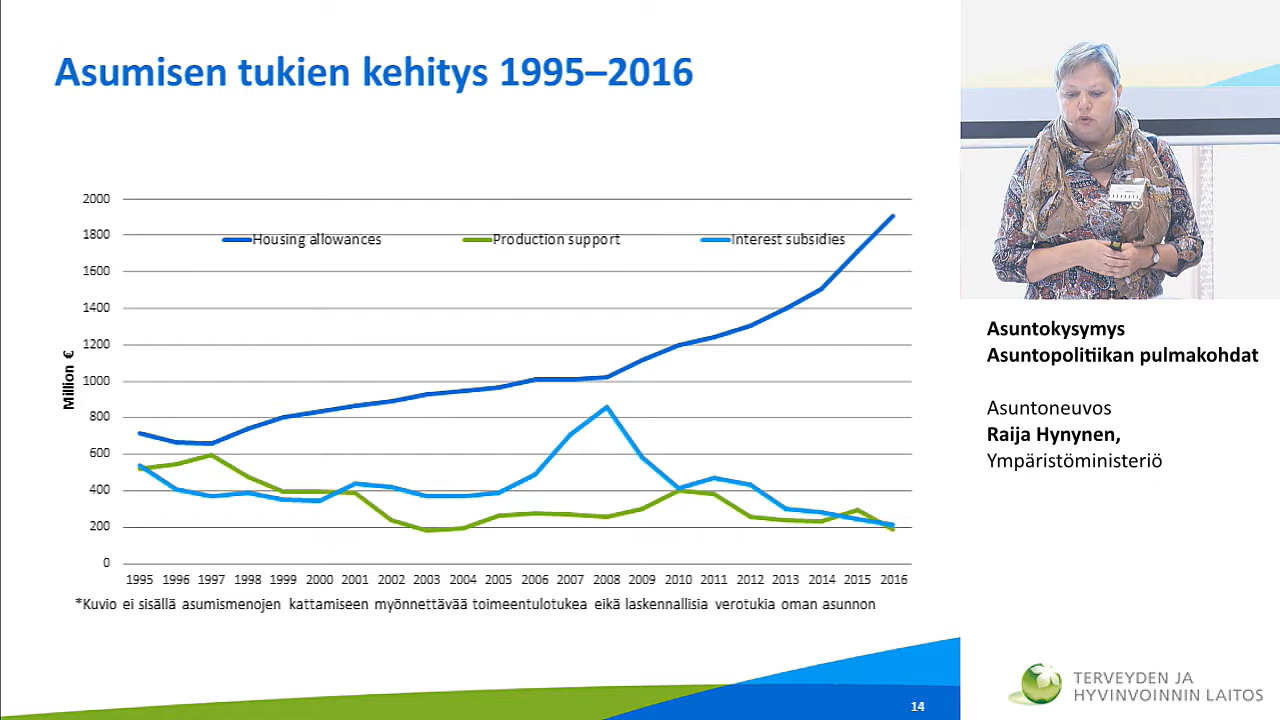 Asumisen tukien kehitys 1995–2016
2000
1800
1600
1400
1200
1000
800
600
400
200
0
Million €
Housing allowances
Production support
Interest subsidies
1995 1996 1997 1998 1999 2000 2001 2002 2003 2004 2005 2006 2007 2008 2009 2010 2011 2012 2013 2014 2015 2016
*Kuvio ei sisällä asumismenojen kattamiseen myönnettävää toimeentulotukea eikä laskennallisia verotukia oman asunnon
14
Asuntokysymys
Asuntopolitiikan pulmakohdat
Asuntoneuvos
Raija Hynynen,
Ympäristöministeriö
TERVEYDEN JA
HYVINVOINNIN LAITOS